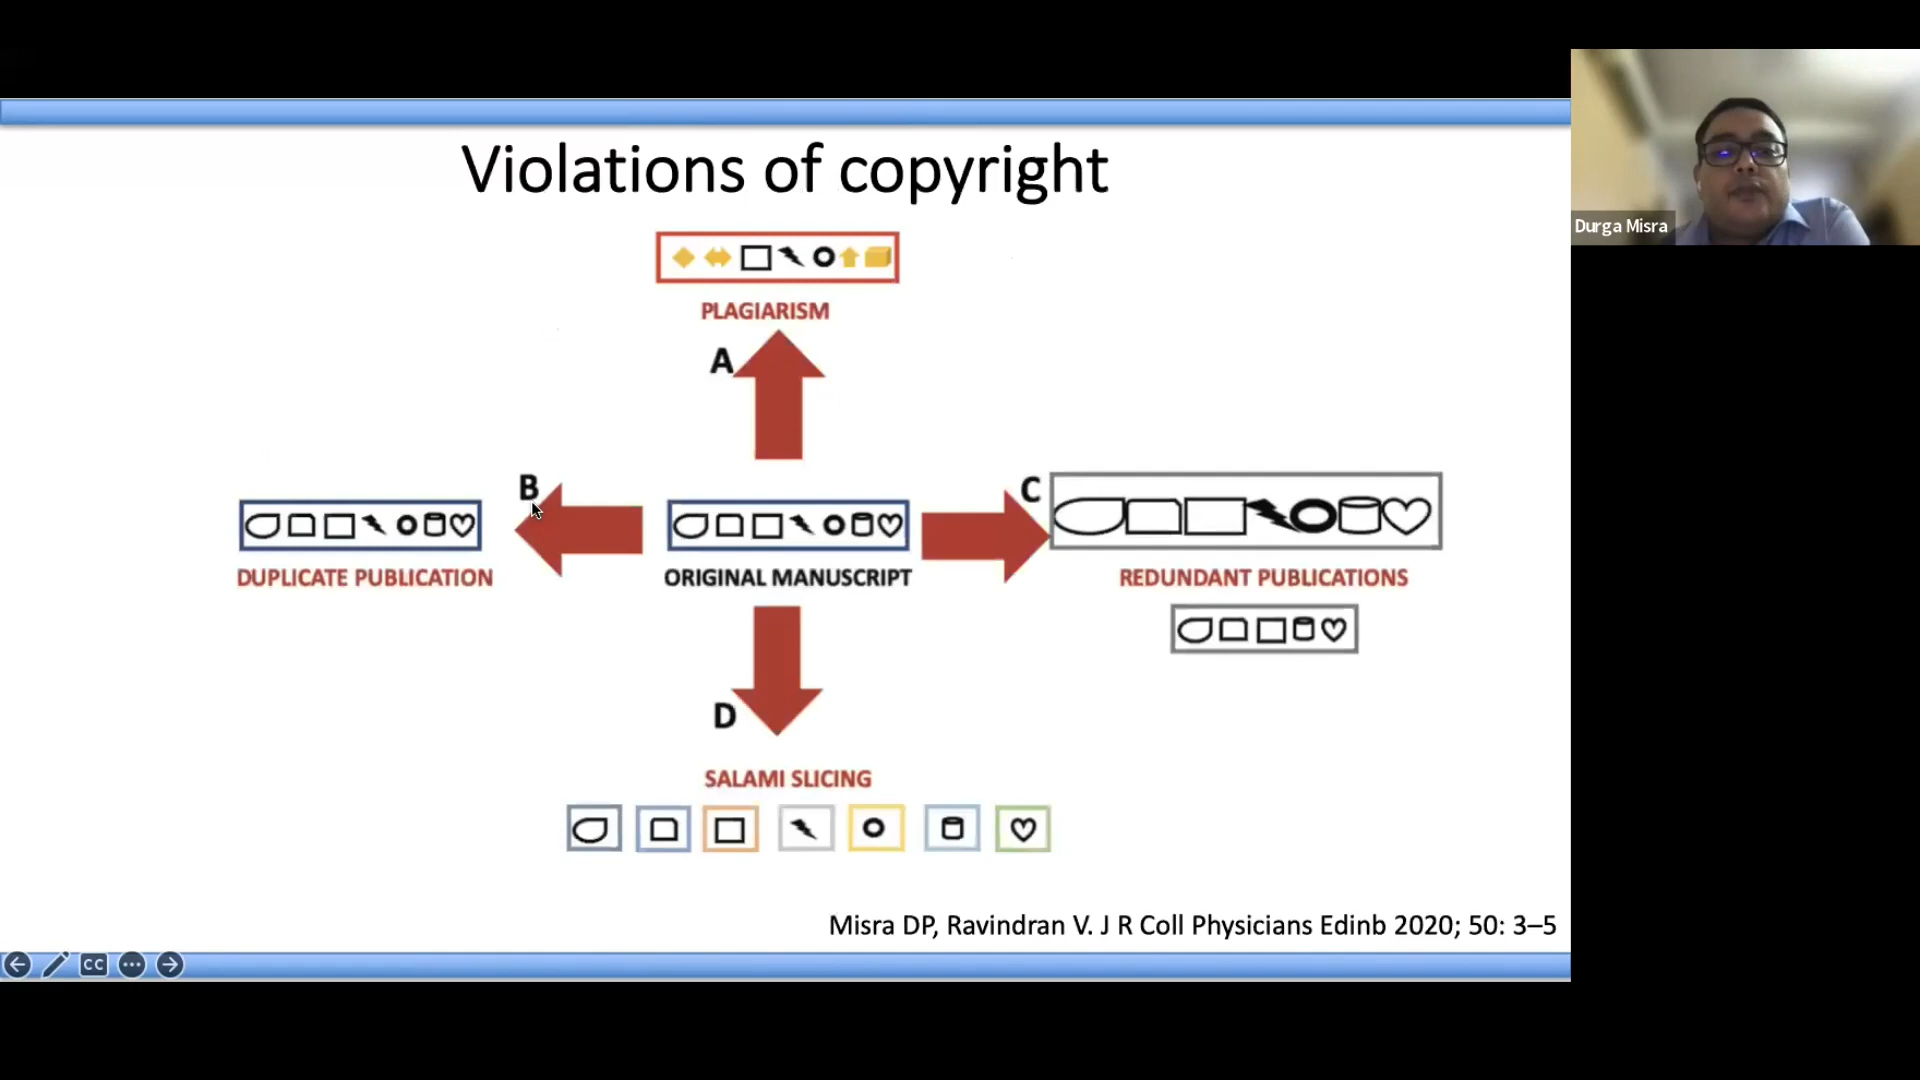 Violations of copyright
PLAGIARISM
A
B
C
DUPLICATE PUBLICATION
ORIGINAL MANUSCRIPT
REDUNDANT PUBLICATIONS
D
SALAMI SLICING
Misra DP, Ravindran V. J R Coll Physicians Edinb 2020; 50: 3–5
CC
Durga Misra